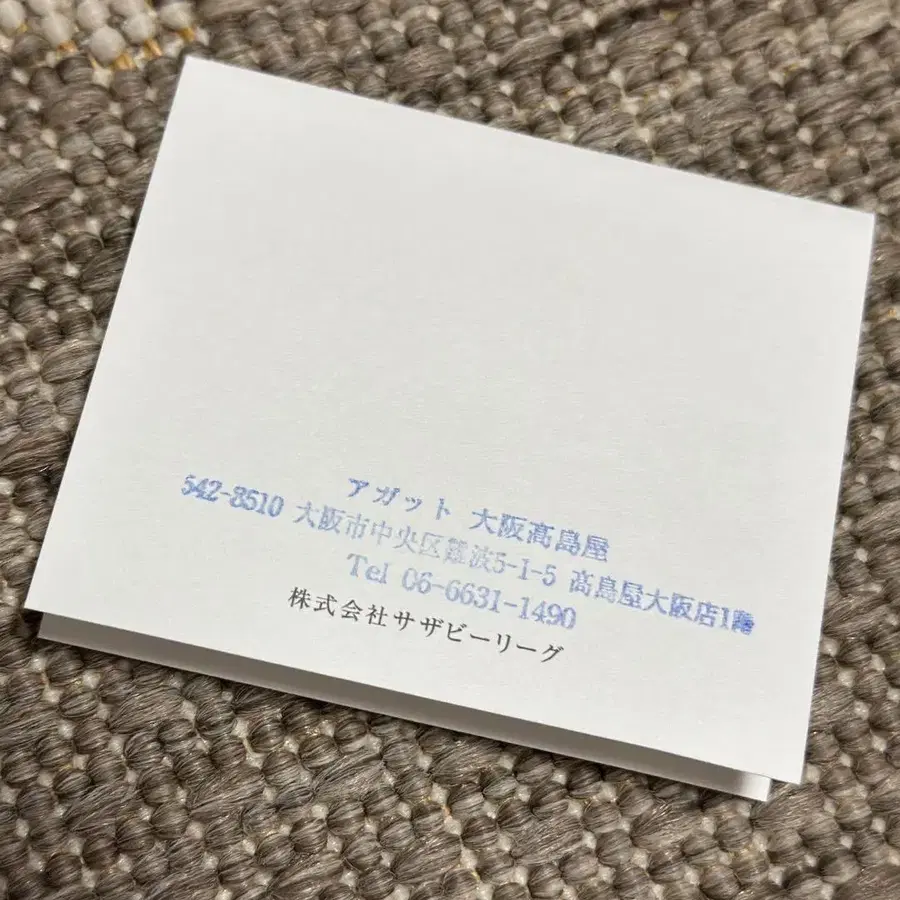 アガット 大阪髙島屋
542-8510 大阪市中央区難波5-1-5 髙島屋大阪店1階
Tel 06-6631-1490
株式会社サザビーリーグ